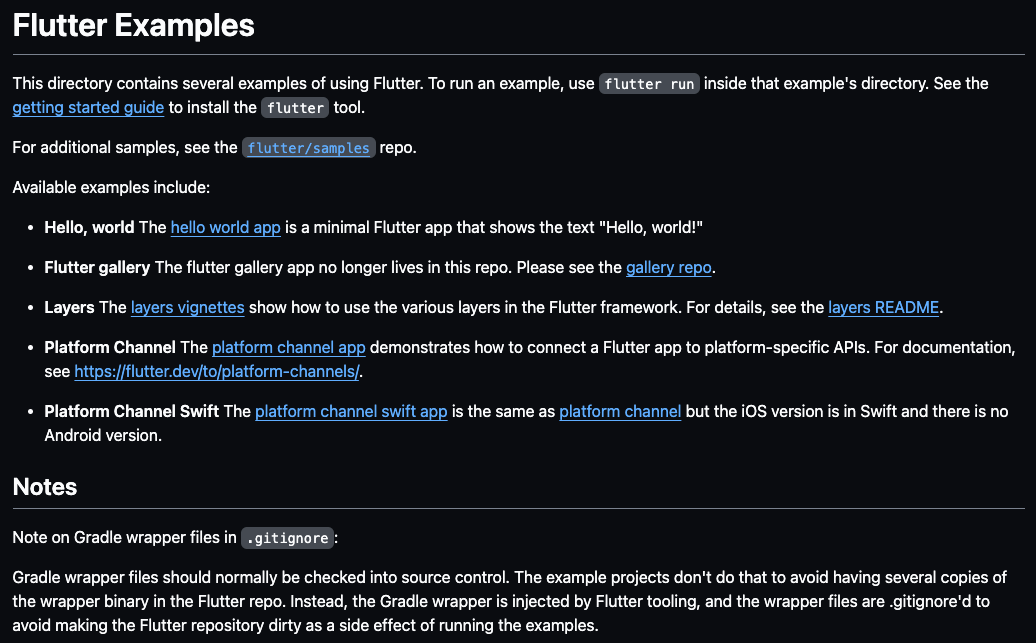 Flutter Examples
This directory contains several examples of using Flutter. To run an example, use flutter run inside that example's directory. See the
getting started guide to install the flutter tool.
For additional samples, see the flutter/samples repo.
Available examples include:
• Hello, world The hello world app is a minimal Flutter app that shows the text "Hello, world!"
• Flutter gallery The flutter gallery app no longer lives in this repo. Please see the gallery repo.
• Layers The layers vignettes show how to use the various layers in the Flutter framework. For details, see the layers README.
• Platform Channel The platform channel app demonstrates how to connect a Flutter app to platform-specific APIs. For documentation,
see https://flutter.dev/to/platform-channels/.
• Platform Channel Swift The platform channel swift app is the same as platform channel but the iOS version is in Swift and there is no
Android version.
Notes
Note on Gradle wrapper files in .gitignore:
Gradle wrapper files should normally be checked into source control. The example projects don't do that to avoid having several copies of
the wrapper binary in the Flutter repo. Instead, the Gradle wrapper is injected by Flutter tooling, and the wrapper files are .gitignore'd to
avoid making the Flutter repository dirty as a side effect of running the examples.